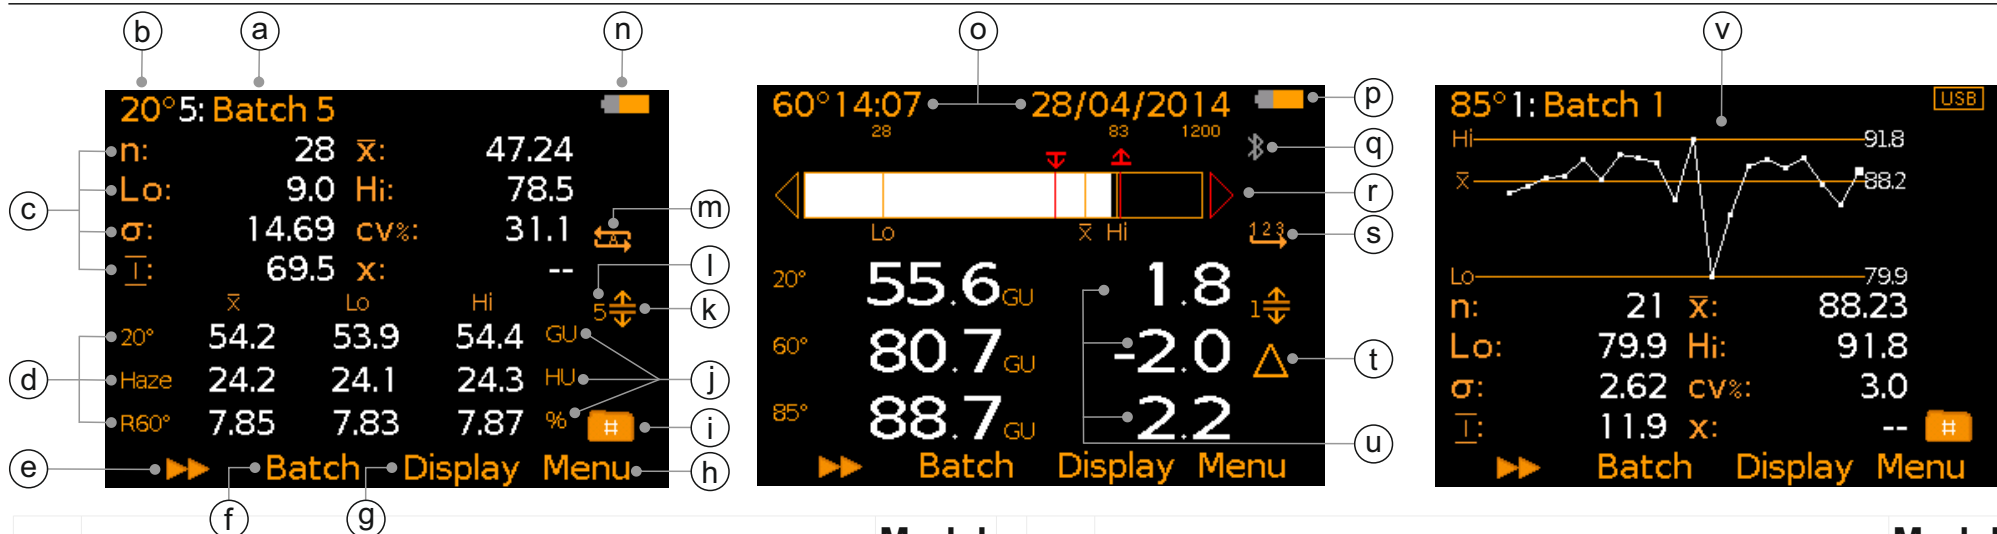 b a n o v
20°5: Batch 5
n: 28 x̅: 47.24
Lo: 9.0 Hi: 78.5
c
σ: 14.69 cv%: 31.1
m
I: 69.5 x: --
l
5
k
x̅ Lo Hi
20° 54.2 53.9 54.4 GU
d
Haze 24.2 24.1 24.3 HU
j
R60° 7.85 7.83 7.87 %
# i
e
Batch Display Menu
h
f g
60° 14:07 28/04/2014
p
28 83 1200
q
r
Lo x̅ Hi
123 s
20° 55.6 GU 1.8
1
60° 80.7 GU -2.0
t
85° 88.7 GU 2.2
u
Batch Display Menu
85°1: Batch 1 USB
Hi 91.8
x̅ 88.2
Lo 79.9
n: 21 x̅: 88.23
Lo: 79.9 Hi: 91.8
σ: 2.62 cv%: 3.0
I: 11.9 x: -- #
Batch Display Menu